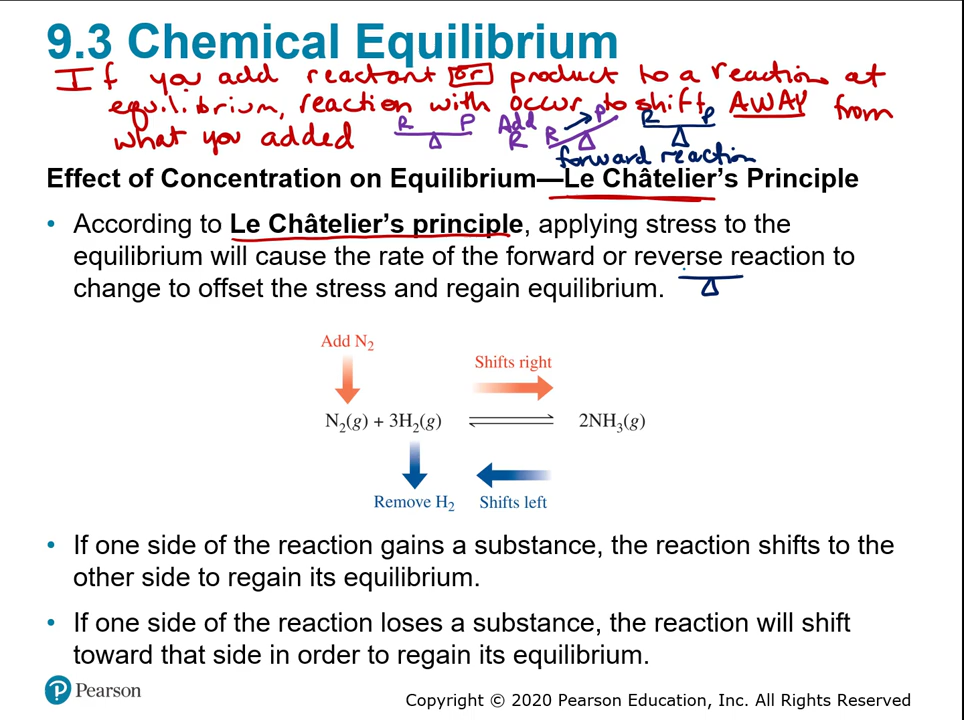 9.3 Chemical Equilibrium
If you add reactant or product to a reaction at
equilibrium, reaction with occur to shift AWAY from
what you added
R P Add R R P R P
forward reaction
Effect of Concentration on Equilibrium—Le Châtelier's Principle
• According to Le Châtelier's principle, applying stress to the
equilibrium will cause the rate of the forward or reverse reaction to
change to offset the stress and regain equilibrium.
Add N₂
Shifts right
N₂(g) + 3H₂(g) ⇌ 2NH₃(g)
Remove H₂ Shifts left
• If one side of the reaction gains a substance, the reaction shifts to the
other side to regain its equilibrium.
• If one side of the reaction loses a substance, the reaction will shift
toward that side in order to regain its equilibrium.
P Pearson
Copyright © 2020 Pearson Education, Inc. All Rights Reserved